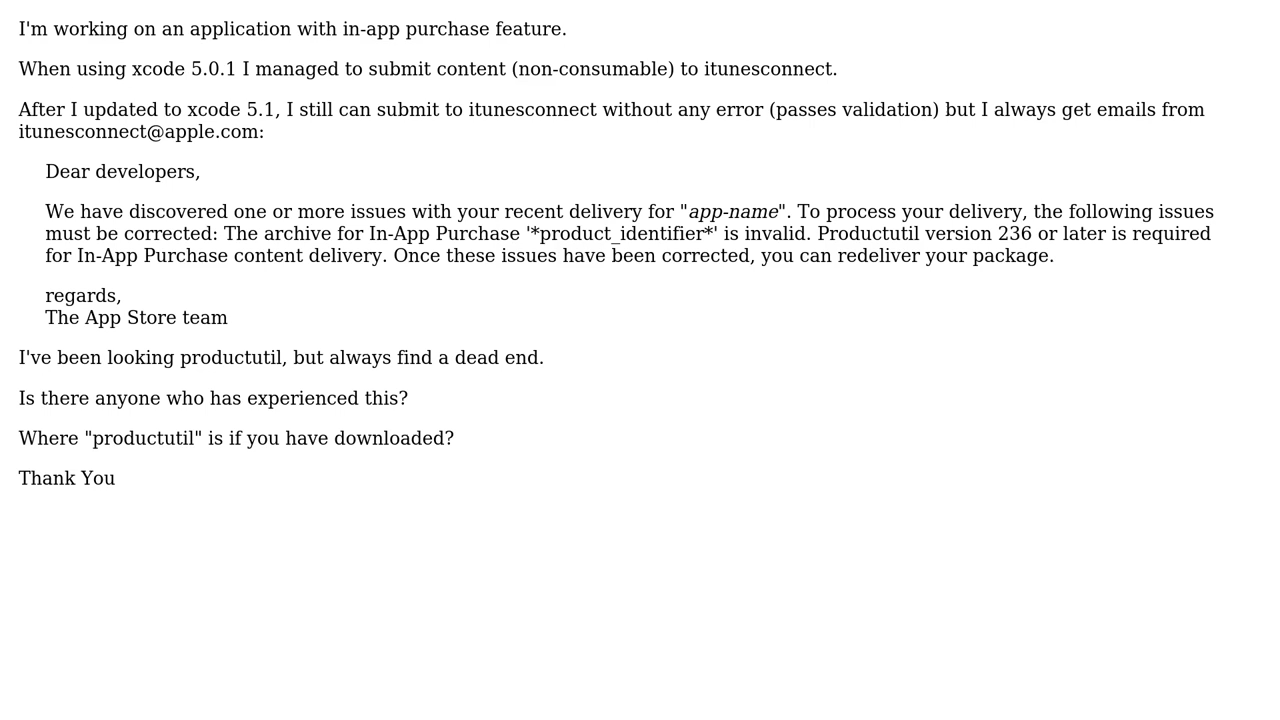 I'm working on an application with in-app purchase feature.
When using xcode 5.0.1 I managed to submit content (non-consumable) to itunesconnect.
After I updated to xcode 5.1, I still can submit to itunesconnect without any error (passes validation) but I always get emails from
itunesconnect@apple.com:
Dear developers,
We have discovered one or more issues with your recent delivery for "app-name". To process your delivery, the following issues
must be corrected: The archive for In-App Purchase '*product_identifier*' is invalid. Productutil version 236 or later is required
for In-App Purchase content delivery. Once these issues have been corrected, you can redeliver your package.
regards,
The App Store team
I've been looking productutil, but always find a dead end.
Is there anyone who has experienced this?
Where "productutil" is if you have downloaded?
Thank You